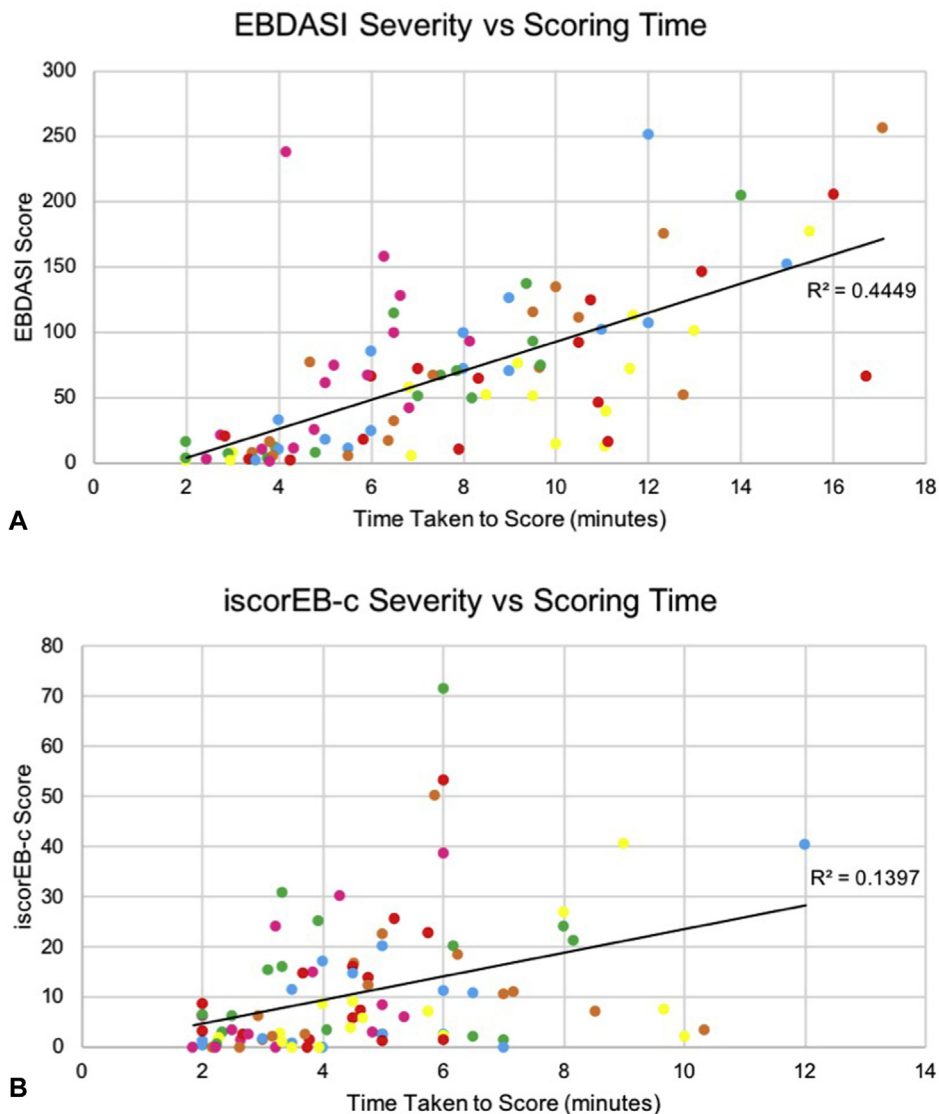 EBDASI Severity vs Scoring Time
300
250
200
150
100
50
0
EBDASI Score
R² = 0.4449
0 2 4 6 8 10 12 14 16 18
Time Taken to Score (minutes)
A
iscorEB-c Severity vs Scoring Time
80
70
60
50
40
30
20
10
0
iscorEB-c Score
R² = 0.1397
0 2 4 6 8 10 12 14
Time Taken to Score (minutes)
B